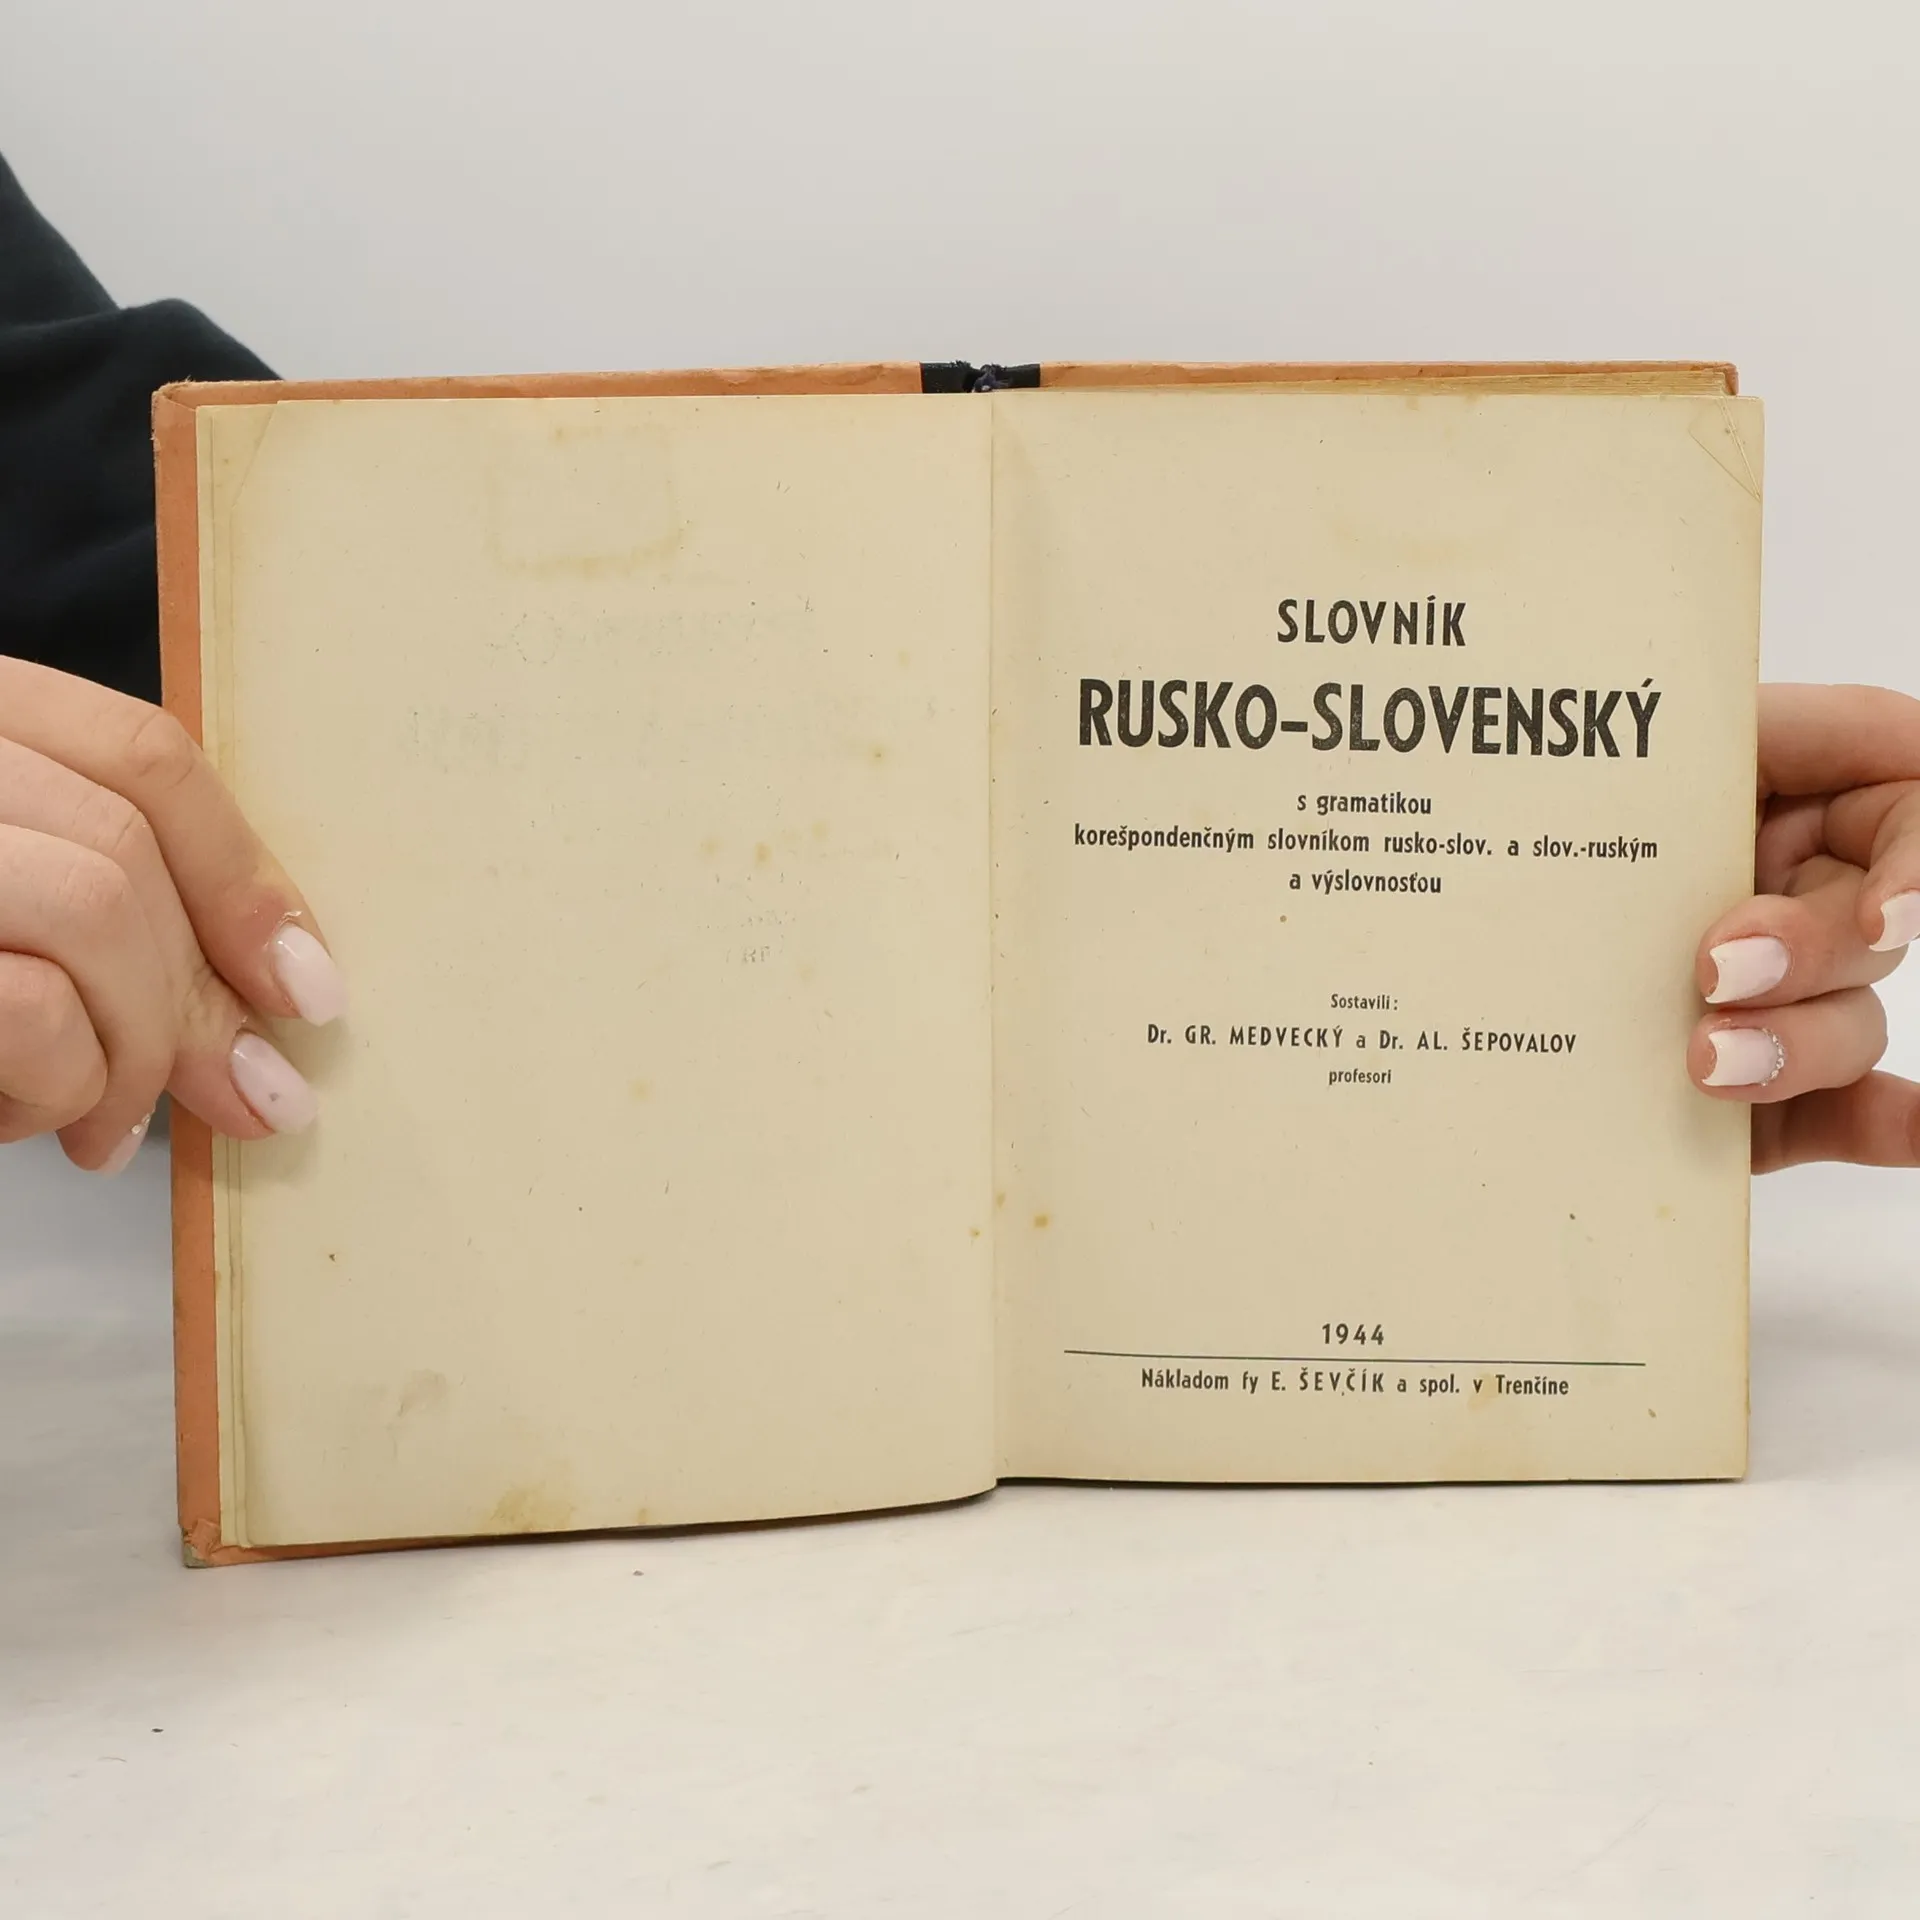 SLOVNÍK
RUSKO-SLOVENSKÝ
s gramatikou
korešpondenčným slovníkom rusko-slov. a slov.-ruským
a výslovnosťou
Sostavili:
Dr. GR. MEDVECKÝ a Dr. AL. ŠEPOVALOV
profesori
1944
Nákladom fy E. ŠEVČÍK a spol. v Trenčíne